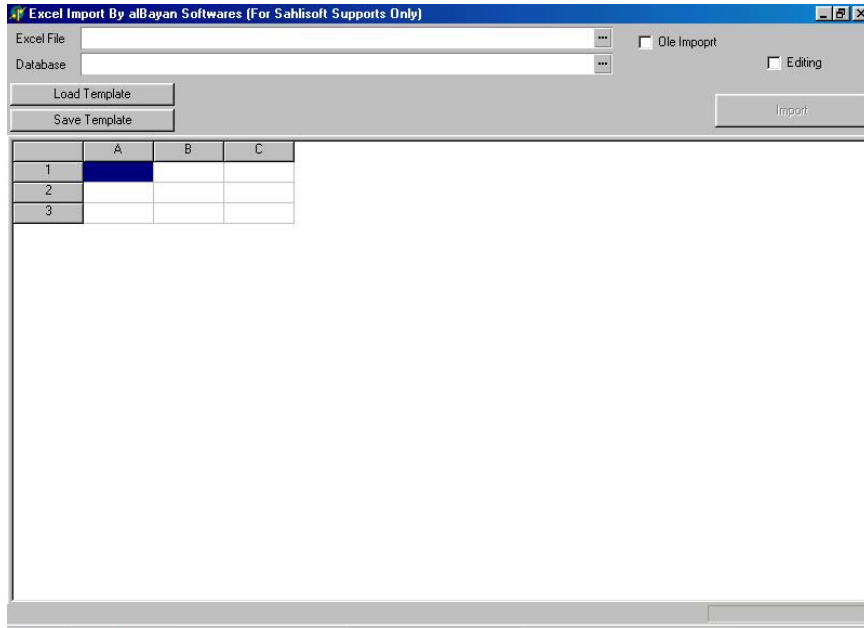 Excel Import By alBayan Softwares (For Sahlisoft Supports Only)
Excel File ... Ole Impoprt
Database ... Editing
Load Template
Import
Save Template
A B C
1
2
3